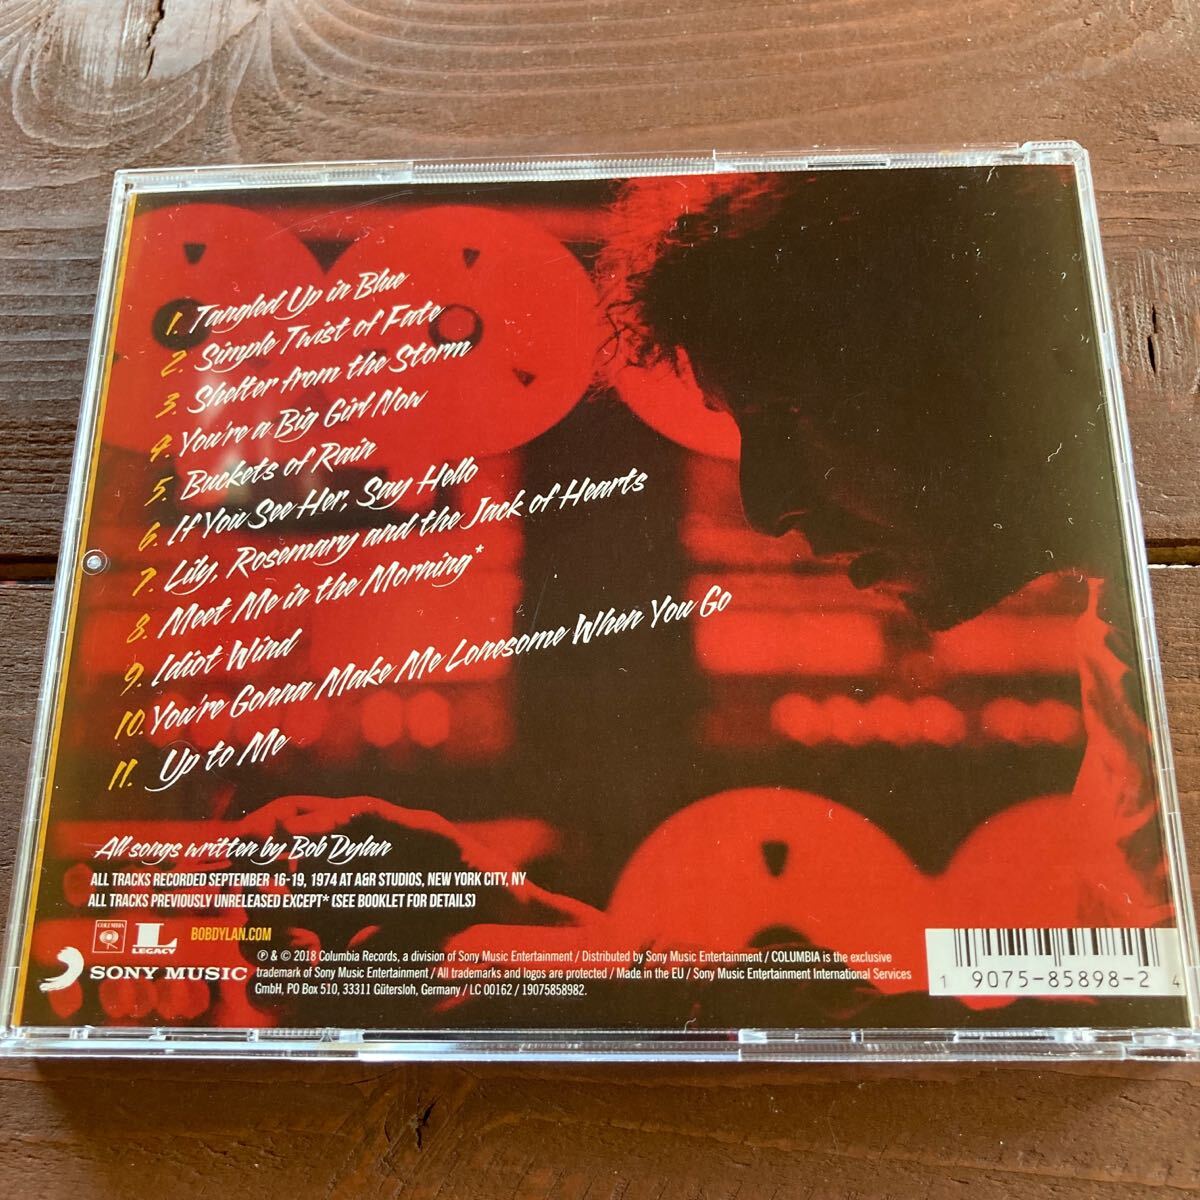 1. Tangled Up in Blue
2. Simple Twist of Fate
3. Shelter from the Storm
4. You're a Big Girl Now
5. Buckets of Rain
6. If You See Her, Say Hello
7. Lily, Rosemary and the Jack of Hearts
8. Meet Me in the Morning*
9. Idiot Wind
10. You're Gonna Make Me Lonesome When You Go
11. Up to Me
All songs written by Bob Dylan
ALL TRACKS RECORDED SEPTEMBER 16-19, 1974 AT A&R STUDIOS, NEW YORK CITY, NY
ALL TRACKS PREVIOUSLY UNRELEASED EXCEPT* (SEE BOOKLET FOR DETAILS)
COLUMBIA
L
LEGACY
BOBDYLAN.COM
SONY MUSIC
℗ & © 2018 Columbia Records, a division of Sony Music Entertainment / Distributed by Sony Music Entertainment / COLUMBIA is the exclusive
trademark of Sony Music Entertainment / All trademarks and logos are protected / Made in the EU / Sony Music Entertainment International Services
GmbH, PO Box 510, 33311 Gütersloh, Germany / LC 00162 / 19075858982.
1 9075-85898-2 4